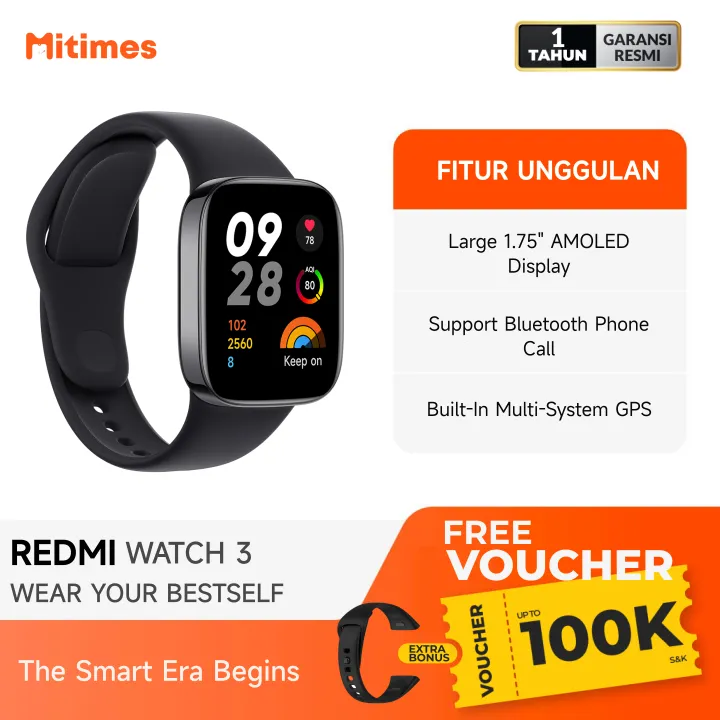 Mitimes
1
TAHUN
GARANSI
RESMI
FITUR UNGGULAN
Large 1.75" AMOLED
Display
Support Bluetooth Phone
Call
Built-In Multi-System GPS
09
28
78
AQI
80
102
2560
8
Keep on
REDMI WATCH 3
WEAR YOUR BESTSELF
The Smart Era Begins
FREE
VOUCHER
EXTRA
BONUS
VOUCHER
UP TO
100K
S&K